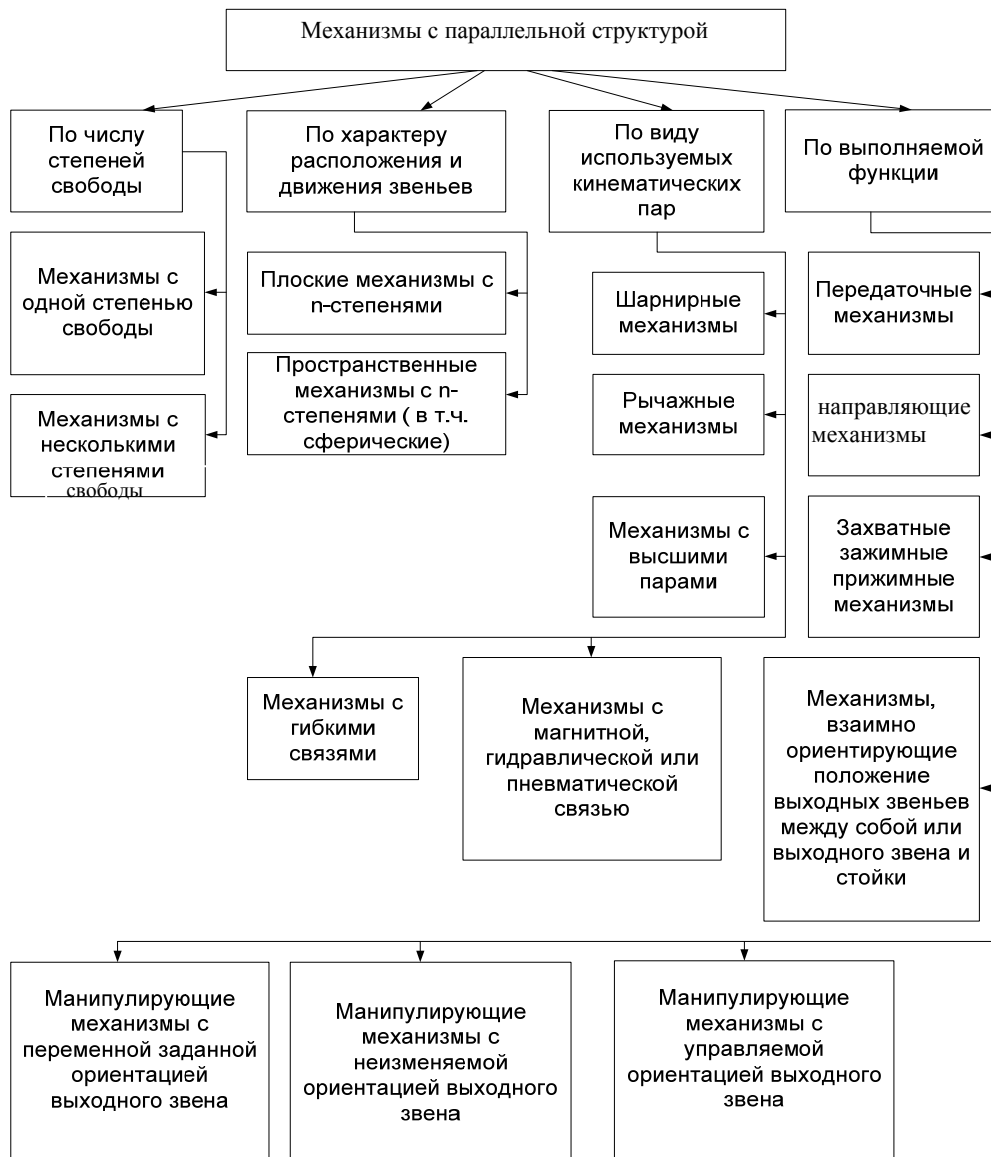 Механизмы с параллельной структурой
По числу
степеней
свободы
По характеру
расположения и
движения звеньев
По виду
используемых
кинематических
пар
По выполняемой
функции
Механизмы с
одной степенью
свободы
Механизмы с
несколькими
степенями
свободы
Плоские механизмы с
n-степенями
Пространственные
механизмы с n-
степенями ( в т.ч.
сферические)
Шарнирные
механизмы
Рычажные
механизмы
Механизмы с
высшими
парами
Передаточные
механизмы
направляющие
механизмы
Захватные
зажимные
прижимные
механизмы
Механизмы с
гибкими
связями
Механизмы с
магнитной,
гидравлической или
пневматической
связью
Механизмы,
взаимно
ориентирующие
положение
выходных звеньев
между собой или
выходного звена и
стойки
Манипулирующие
механизмы с
переменной заданной
ориентацией
выходного звена
Манипулирующие
механизмы с
неизменяемой
ориентацией выходного
звена
Манипулирующие
механизмы с
управляемой
ориентацией выходного
звена